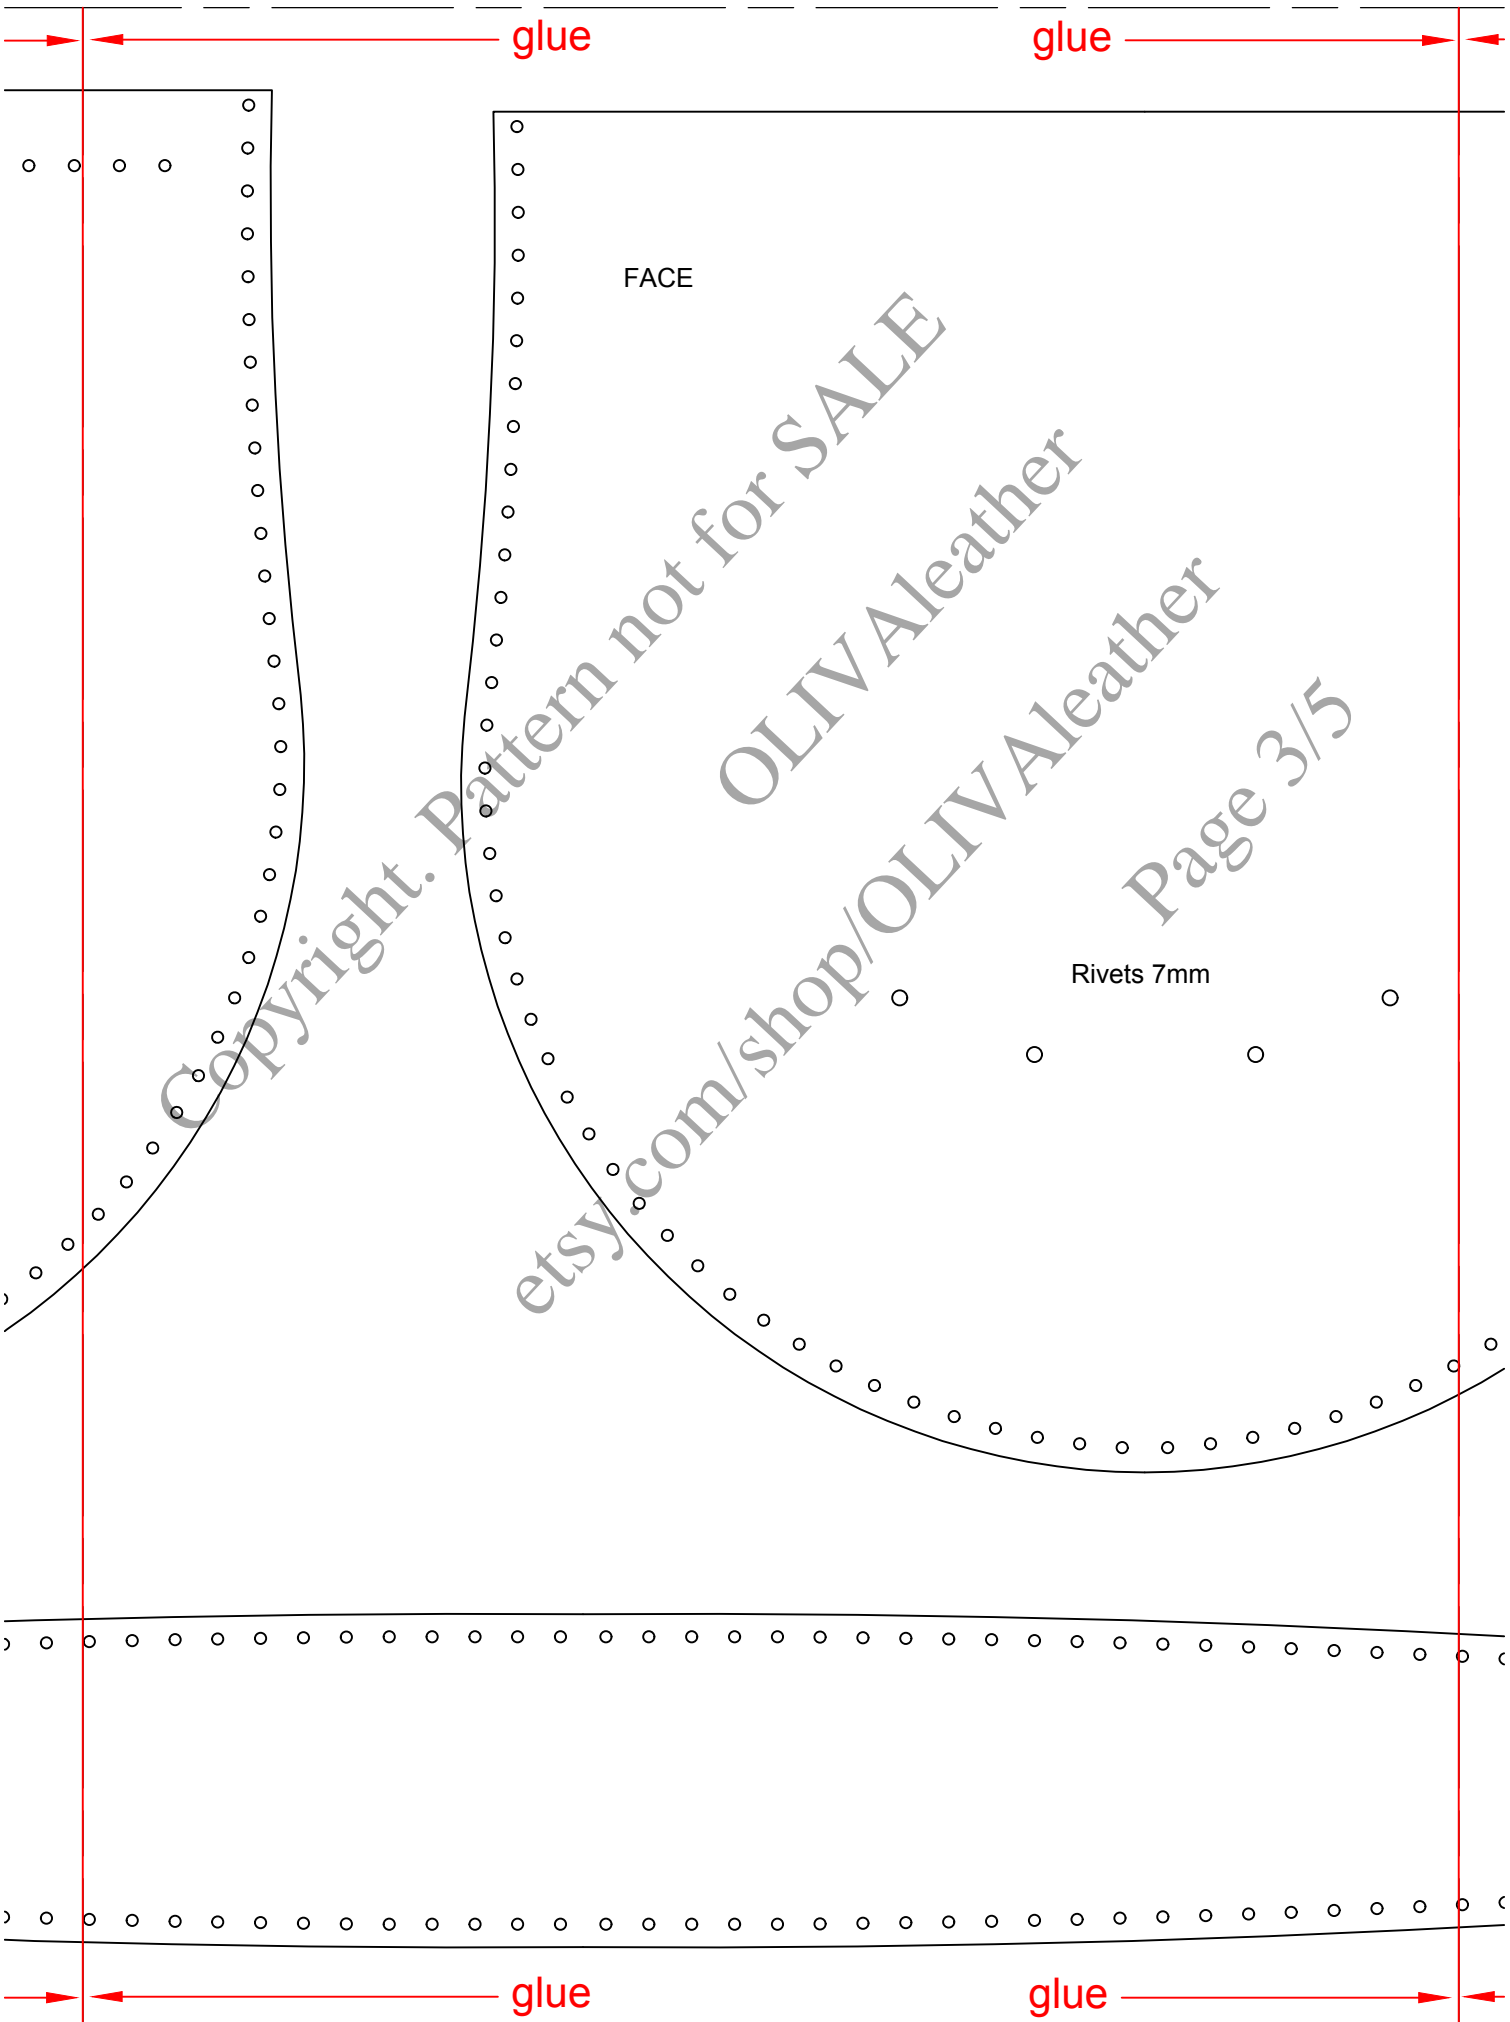 glue
glue
FACE
Copyright. Pattern not for SALE
OLIVAleather
etsy.com/shop/OLIVAleather
Page 3/5
Rivets 7mm
glue
glue